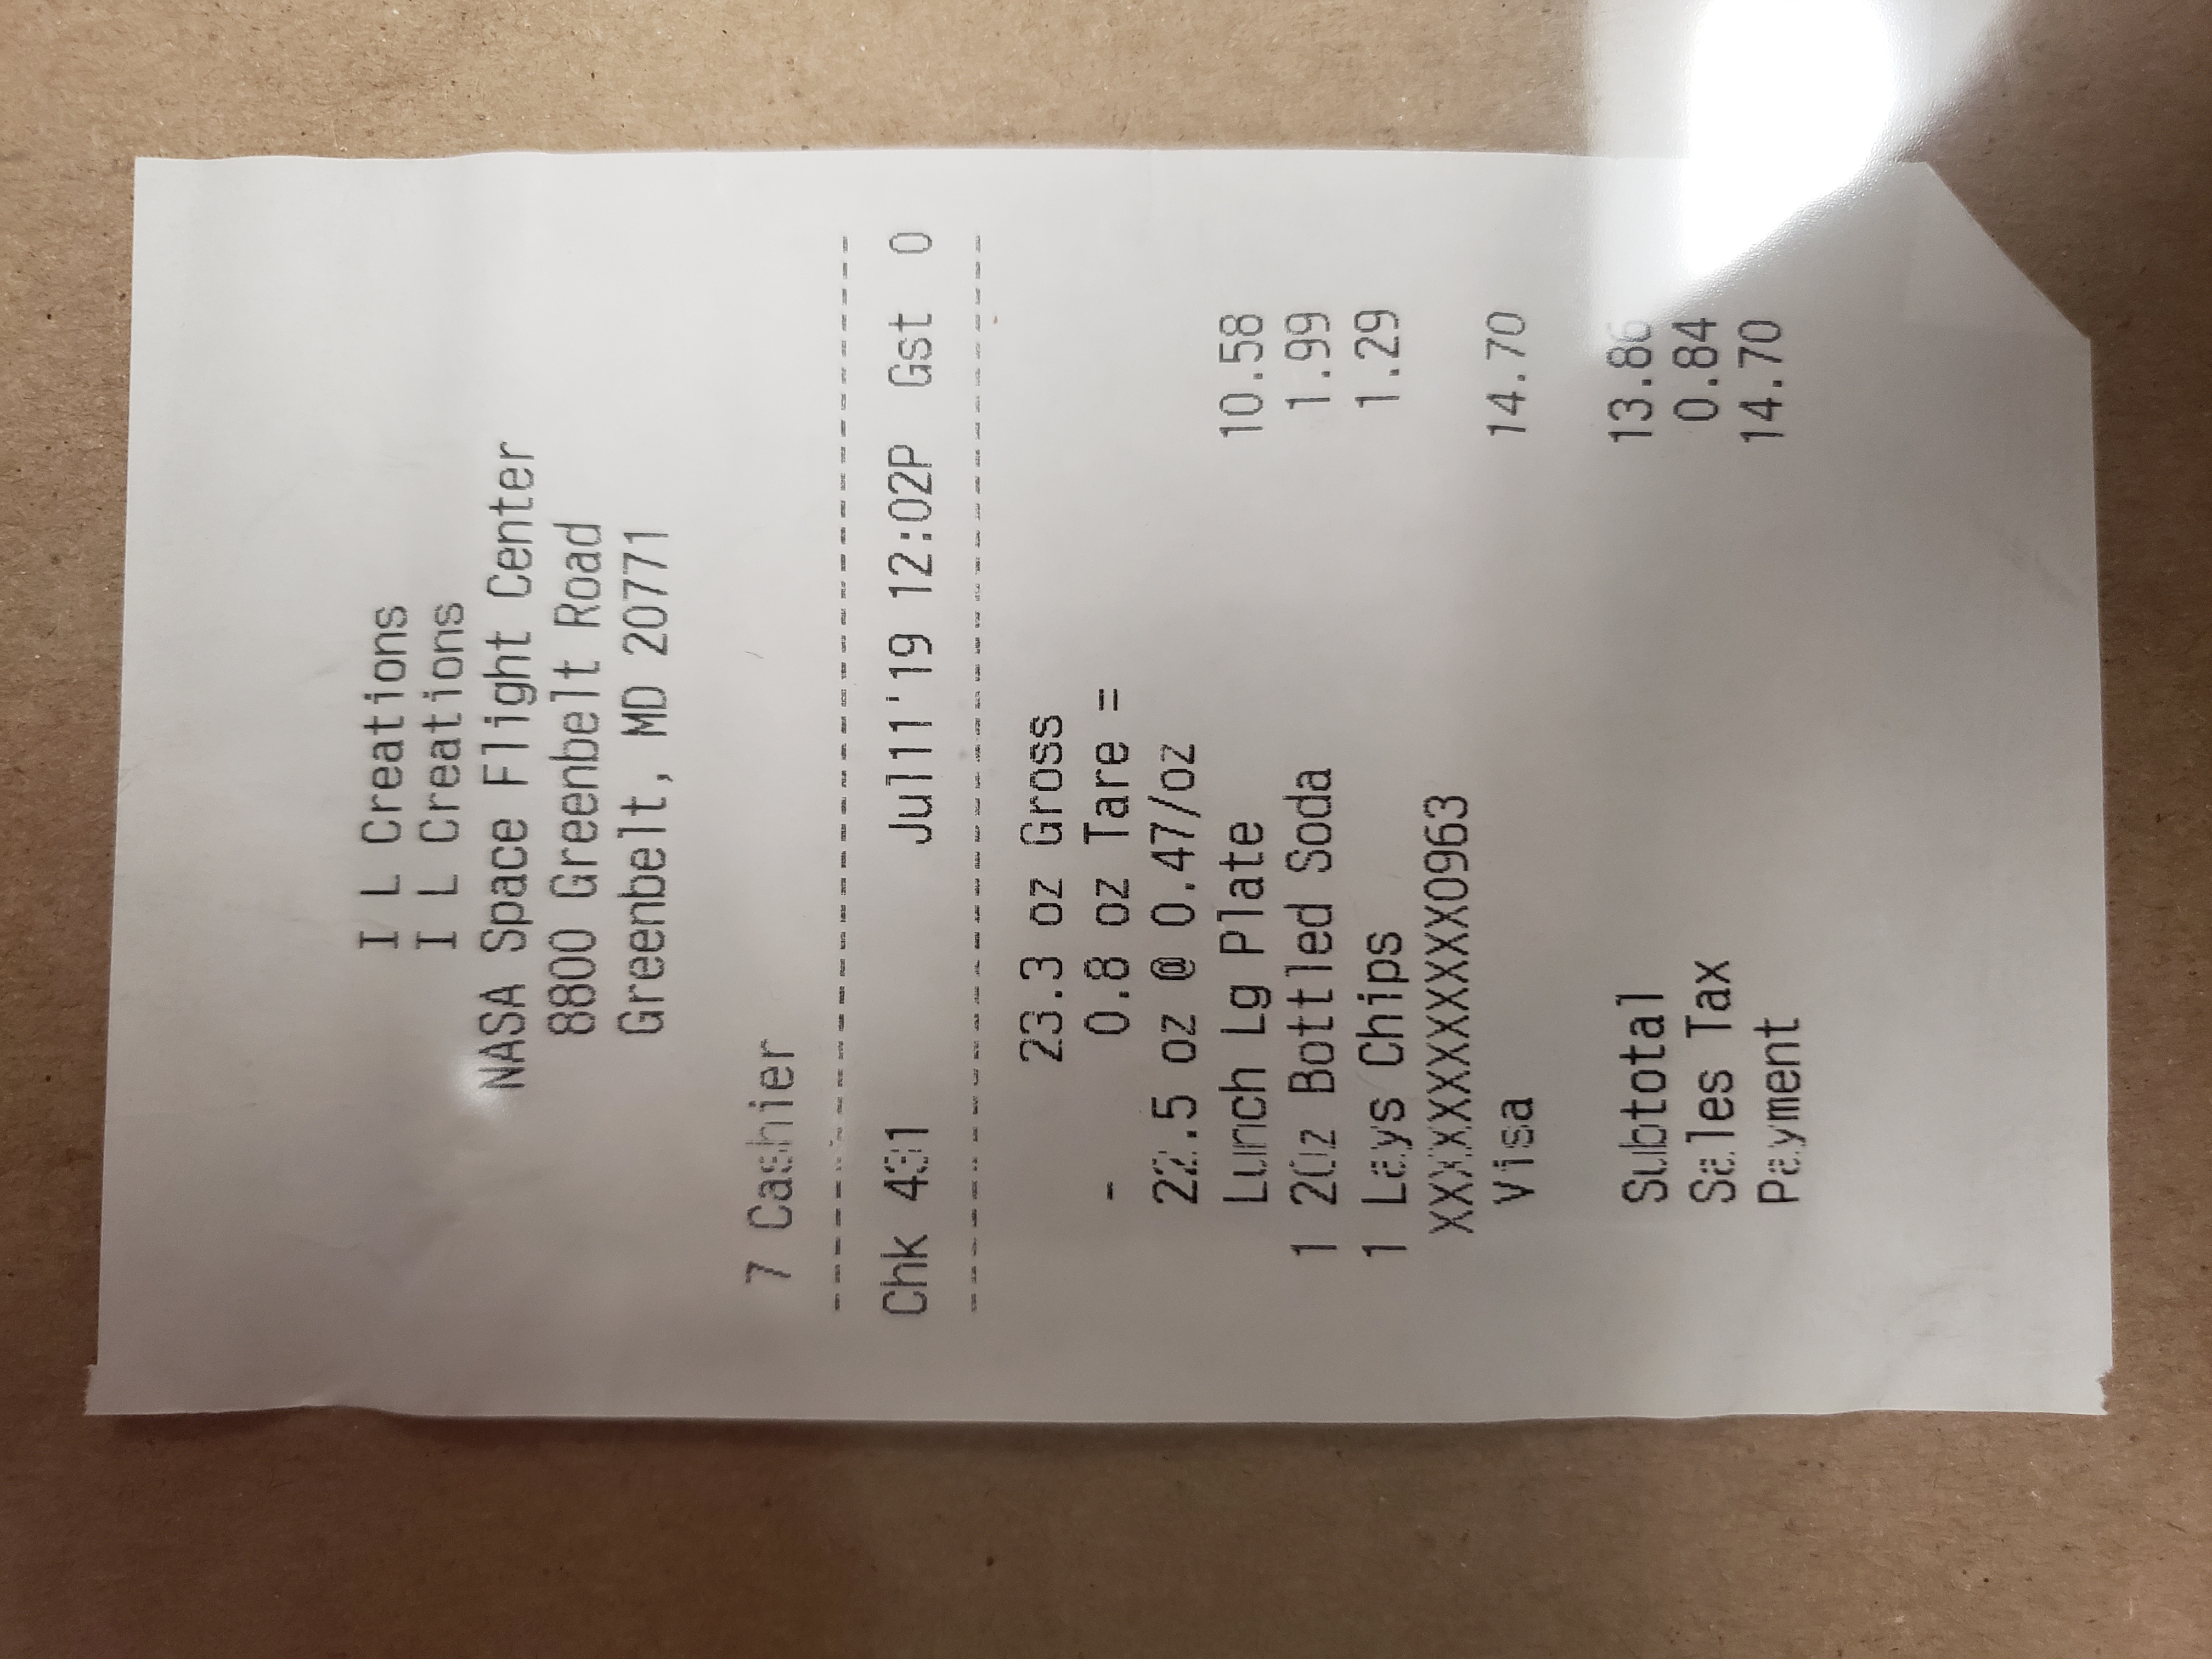 I L Creations
I L Creations
NASA Space Flight Center
8800 Greenbelt Road
Greenbelt, MD 20771
7 Cashier
--------------------------------
Chk 431 Jul11'19 12:02P Gst 0
--------------------------------
23.3 oz Gross
- 0.8 oz Tare =
22.5 oz @ 0.47/oz
Lunch Lg Plate 10.58
1 20z Bottled Soda 1.99
1 Lays Chips 1.29
XXXXXXXXXXXX0963
Visa 14.70
Subtotal 13.86
Sales Tax 0.84
Payment 14.70